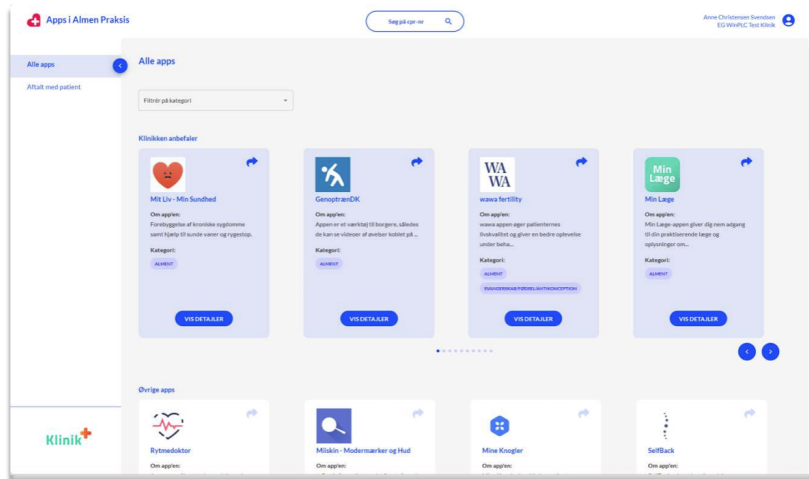 Apps i Almen Praksis
Søg på cpr-nr
Anne Christensen Svendsen
EG WinPLC Test Klinik
Alle apps
Aftalt med patient
Klinik
Alle apps
Filtrér på kategori
Klinikken anbefaler
Mit Liv - Min Sundhed
Om app'en:
Forebyggelse af kroniske sygdomme
samt hjælp til sunde vaner og rygestop.
Kategori:
ALMENT
VIS DETALJER
GenoptrænDK
Om app'en:
Appen er et værktøj til borgere, således
de kan se videoer af øvelser koblet på ...
Kategori:
ALMENT
VIS DETALJER
WA
WA
wawa fertility
Om app'en:
wawa appen øger patienternes
livskvalitet og giver en bedre oplevelse
under beha...
Kategori:
ALMENT
SVANGERSKAB/FØDSEL/ANTIKONCEPTION
VIS DETALJER
Min
Læge
Min Læge
Om app'en:
Min Læge-appen giver dig nem adgang
til din praktiserende læge og
oplysninger om...
Kategori:
ALMENT
VIS DETALJER
Øvrige apps
Rytmedoktor
Om app'en:
Milskin - Modermærker og Hud
Om app'en:
Mine Knogler
Om app'en:
SelfBack
Om app'en: